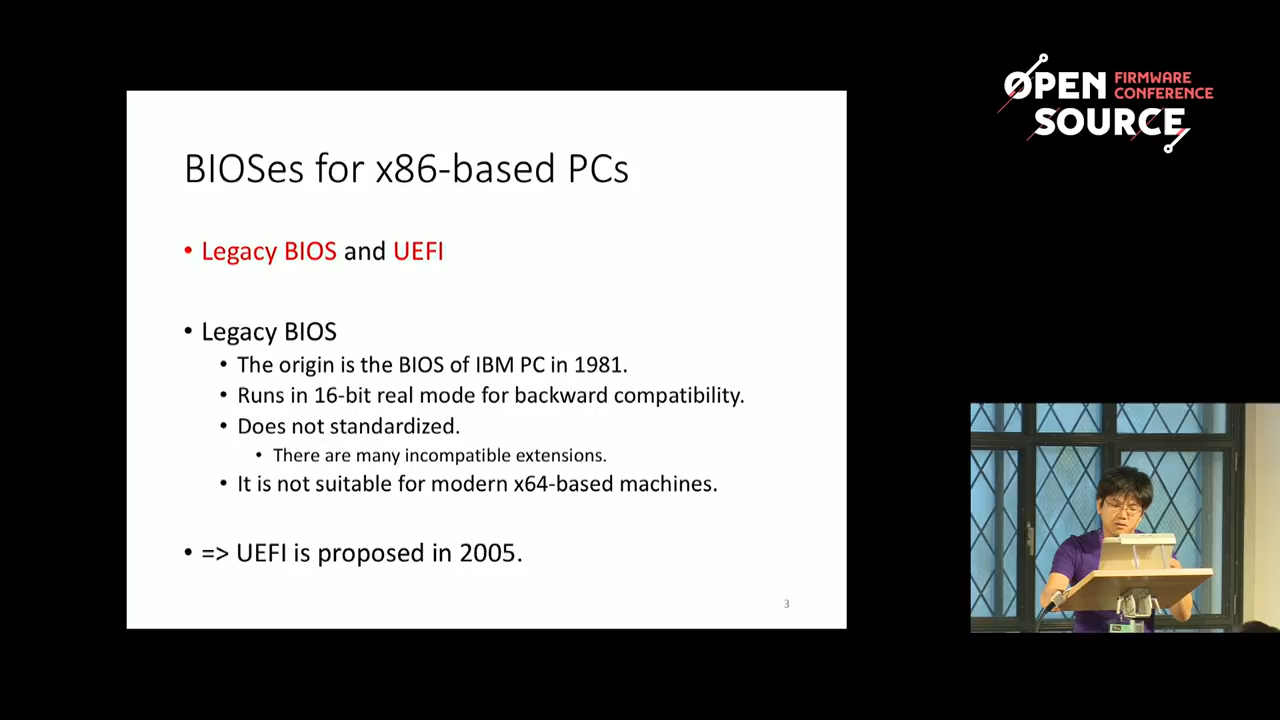 OPEN FIRMWARE
CONFERENCE
SOURCE
BIOSes for x86-based PCs
• Legacy BIOS and UEFI
• Legacy BIOS
• The origin is the BIOS of IBM PC in 1981.
• Runs in 16-bit real mode for backward compatibility.
• Does not standardized.
• There are many incompatible extensions.
• It is not suitable for modern x64-based machines.
• => UEFI is proposed in 2005.
3